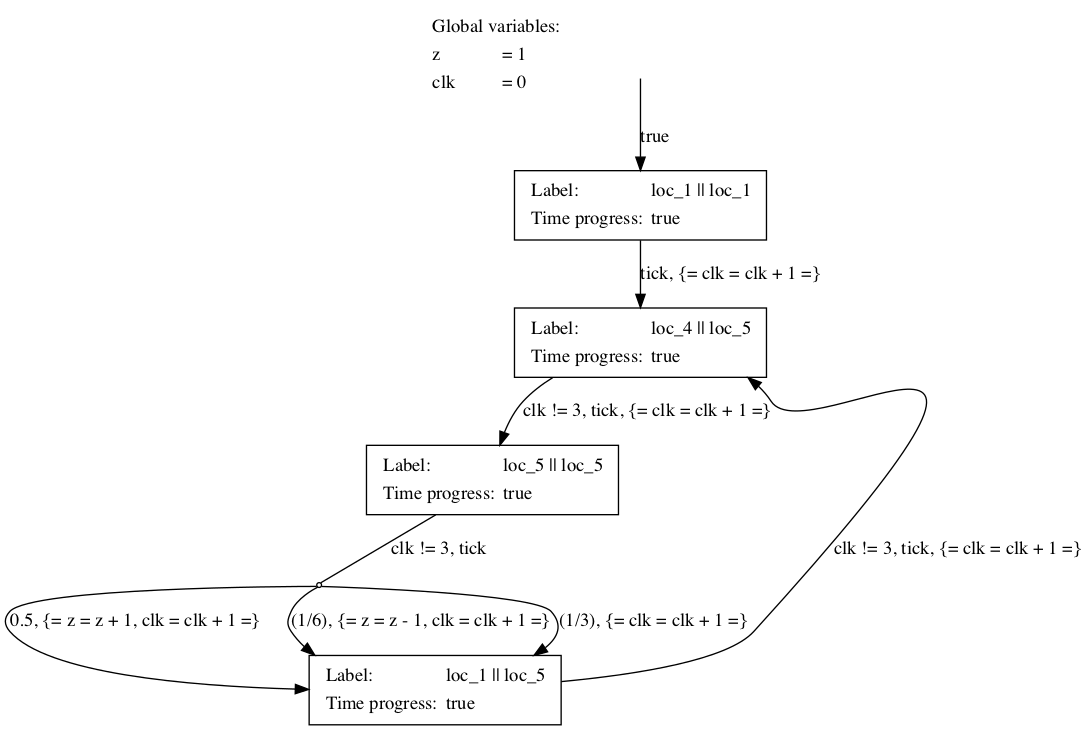 Global variables:
z = 1
clk = 0
true
Label: loc_1 || loc_1
Time progress: true
tick, {= clk = clk + 1 =}
Label: loc_4 || loc_5
Time progress: true
clk != 3, tick, {= clk = clk + 1 =}
Label: loc_5 || loc_5
Time progress: true
clk != 3, tick
clk != 3, tick, {= clk = clk + 1 =}
0.5, {= z = z + 1, clk = clk + 1 =}
(1/6), {= z = z - 1, clk = clk + 1 =}
(1/3), {= clk = clk + 1 =}
Label: loc_1 || loc_5
Time progress: true